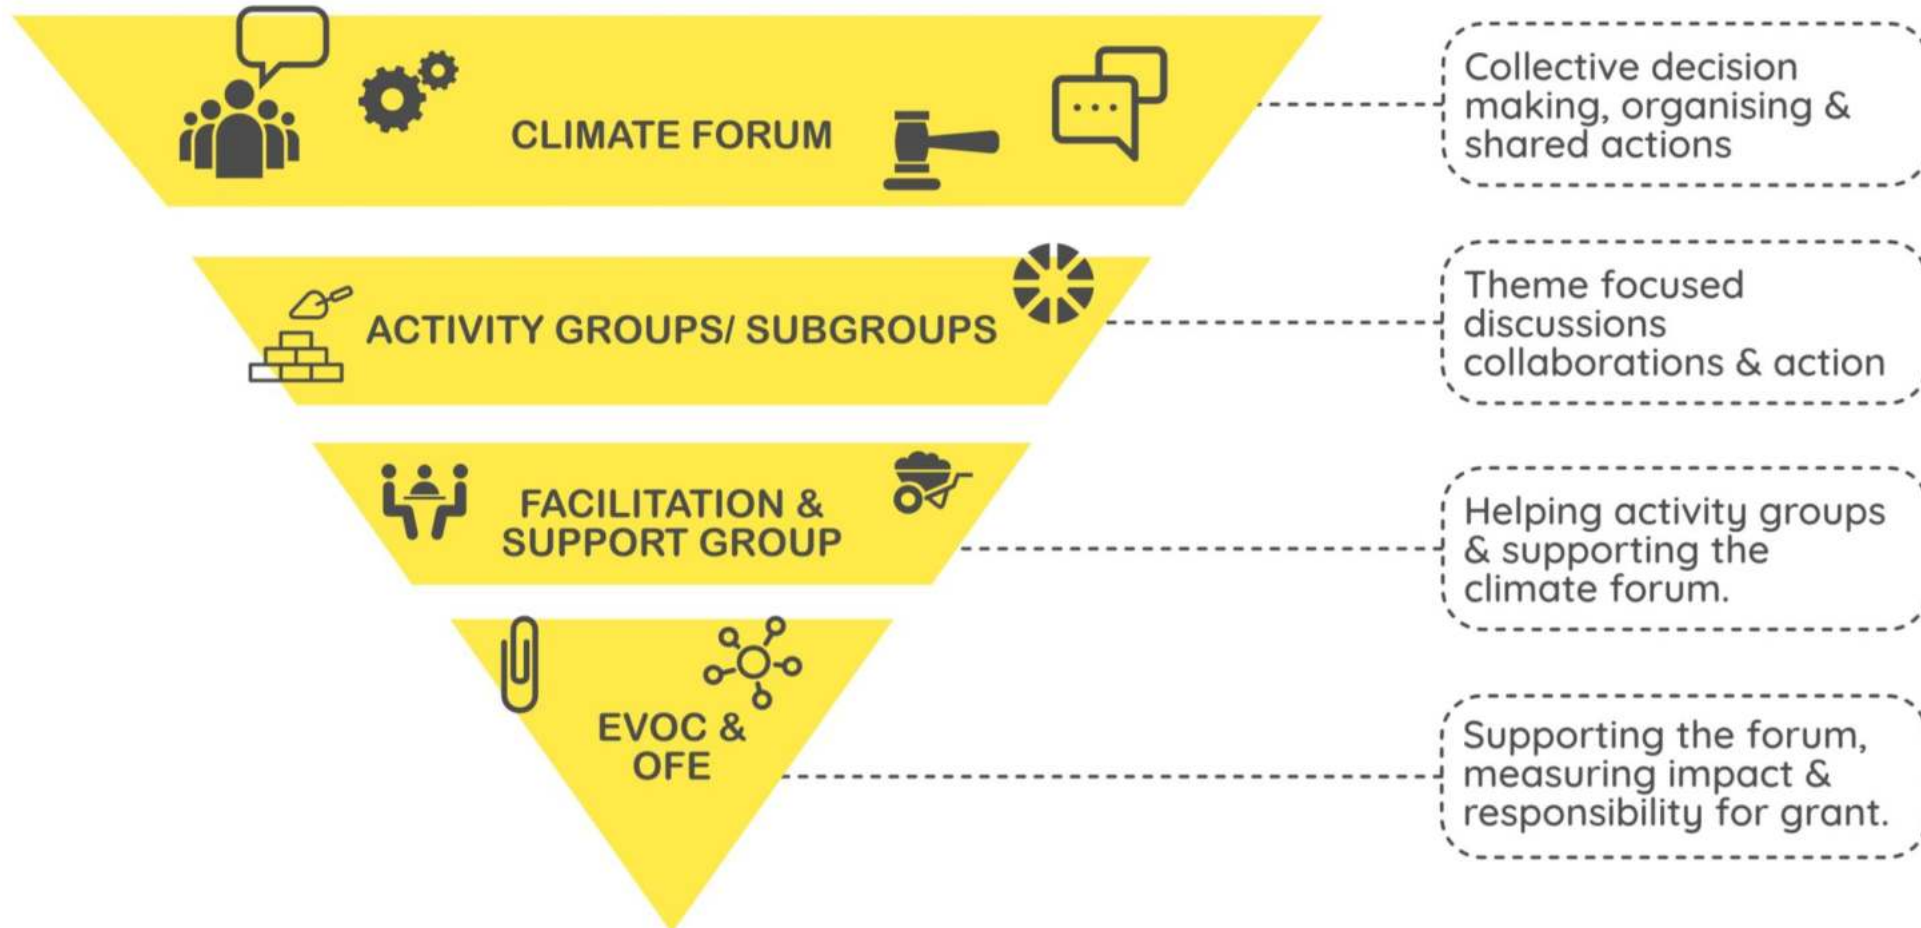 CLIMATE FORUM
Collective decision
making, organising &
shared actions
ACTIVITY GROUPS/ SUBGROUPS
Theme focused
discussions
collaborations & action
FACILITATION &
SUPPORT GROUP
Helping activity groups
& supporting the
climate forum.
EVOC &
OFE
Supporting the forum,
measuring impact &
responsibility for grant.